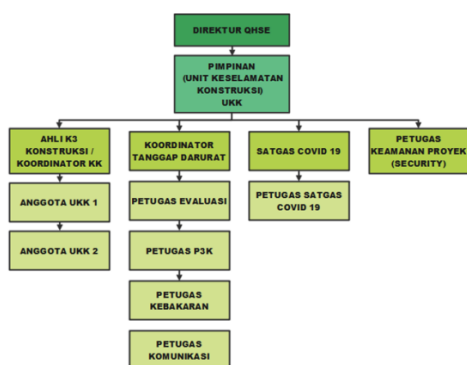 DIREKTUR QHSE
PIMPINAN
(UNIT KESELAMATAN
KONSTRUKSI)
UKK
AHLI K3
KONSTRUKSI /
KOORDINATOR KK
KOORDINATOR
TANGGAP DARURAT
SATGAS COVID 19
PETUGAS
KEAMANAN PROYEK
(SECURITY)
ANGGOTA UKK 1
PETUGAS EVALUASI
PETUGAS SATGAS
COVID 19
ANGGOTA UKK 2
PETUGAS P3K
PETUGAS
KEBAKARAN
PETUGAS
KOMUNIKASI